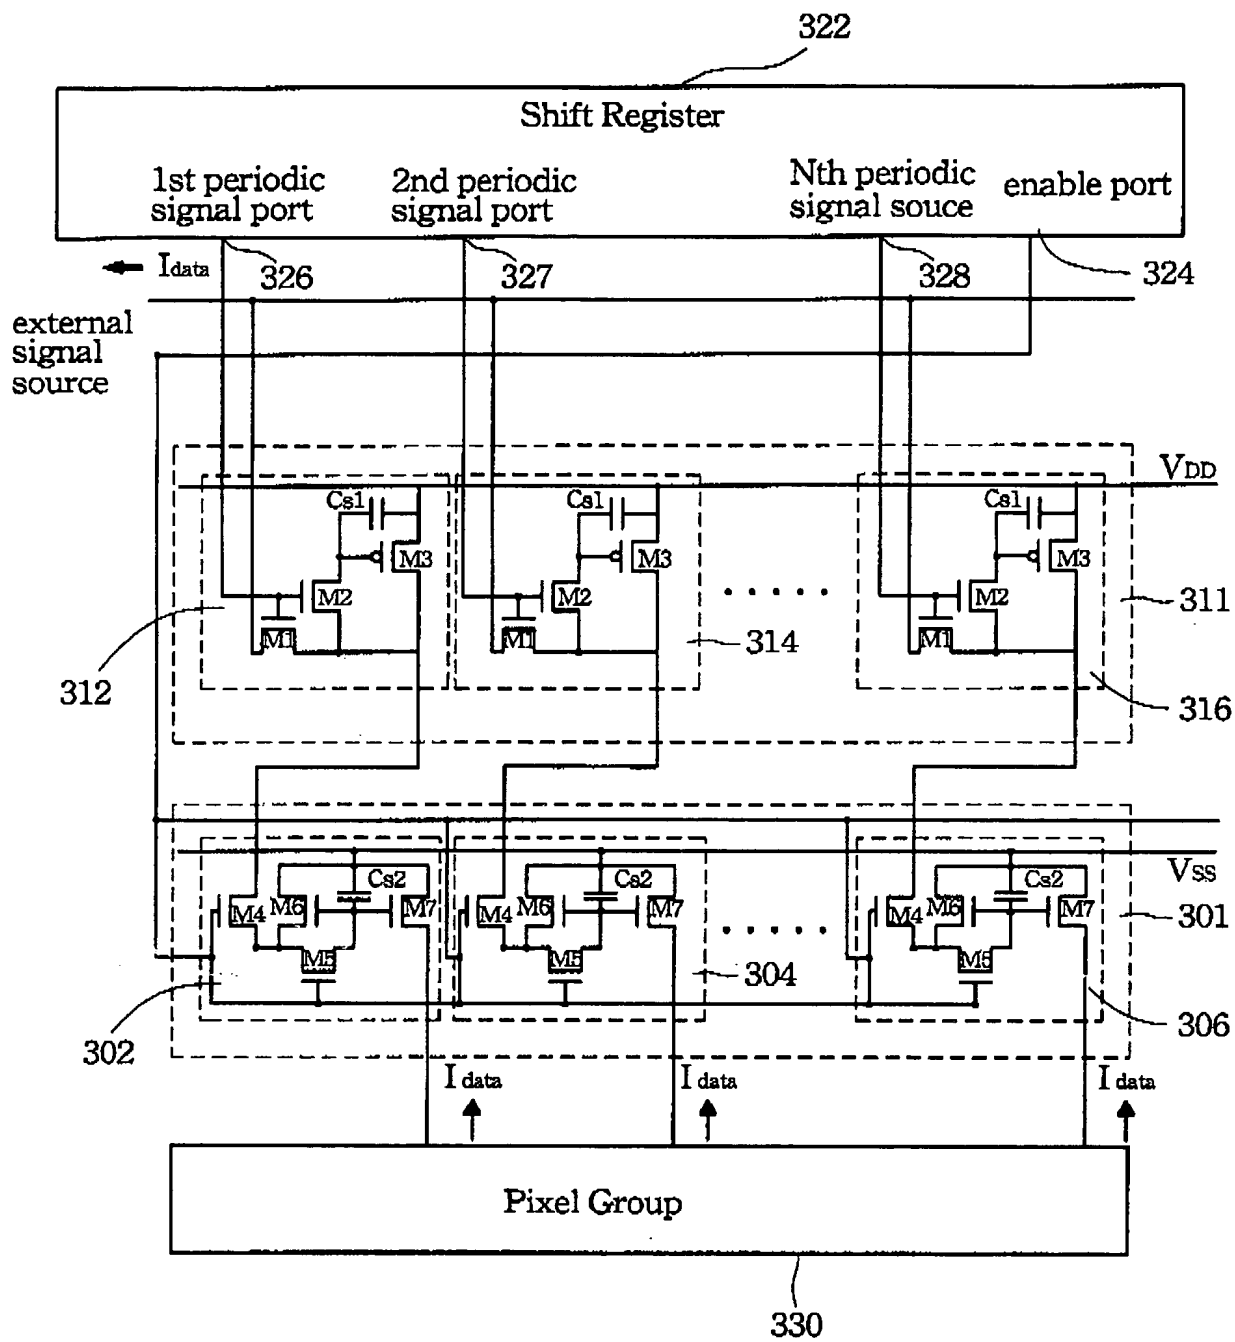 322
Shift Register
1st periodic
signal port
2nd periodic
signal port
Nth periodic
signal souce
enable port
Idata
326
327
328
324
external
signal
source
VDD
Cs1
Cs1
Cs1
M3
M3
M3
M2
M2
M2
M1
M1
M1
311
312
314
316
VSS
Cs2
Cs2
Cs2
M4
M6
M7
M4
M6
M7
M4
M6
M7
301
M5
M5
M5
302
304
306
Idata
Idata
Idata
Pixel Group
330